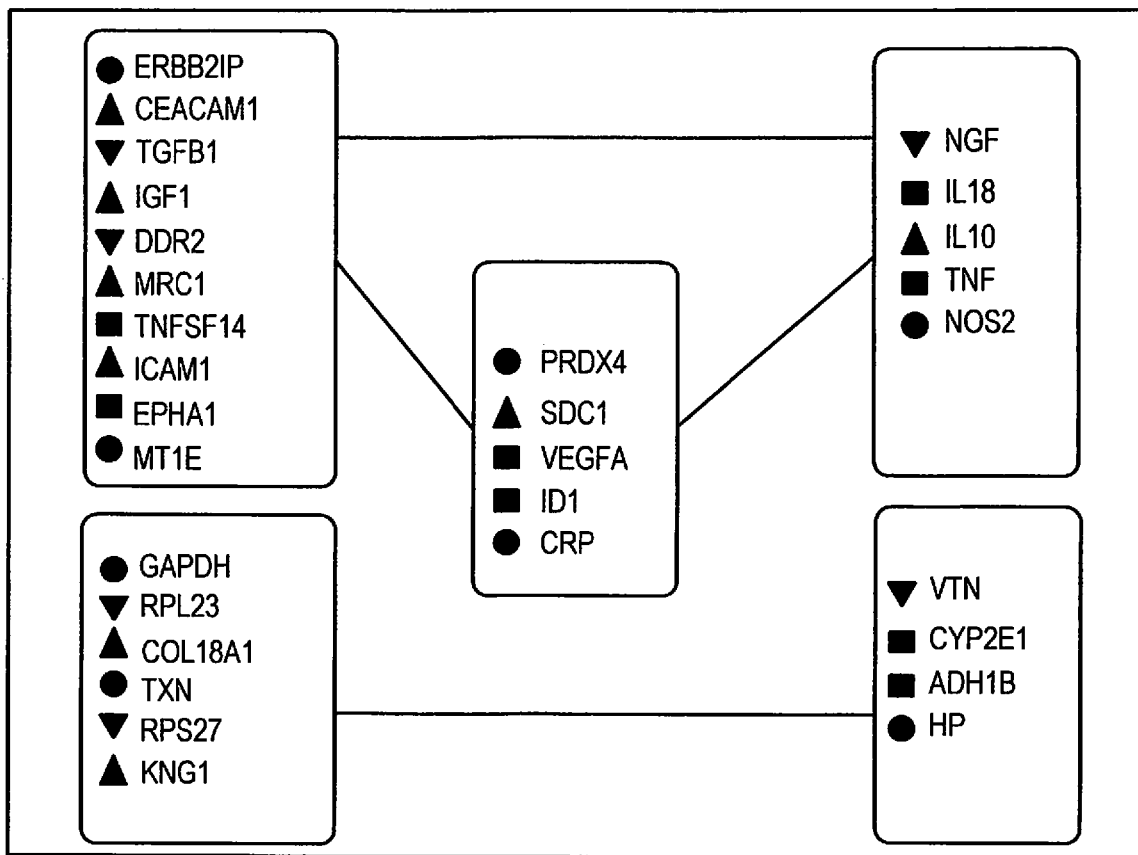 ERBB2IP
CEACAM1
TGFB1
IGF1
DDR2
MRC1
TNFSF14
ICAM1
EPHA1
MT1E
NGF
IL18
IL10
TNF
NOS2
PRDX4
SDC1
VEGFA
ID1
CRP
GAPDH
RPL23
COL18A1
TXN
RPS27
KNG1
VTN
CYP2E1
ADH1B
HP